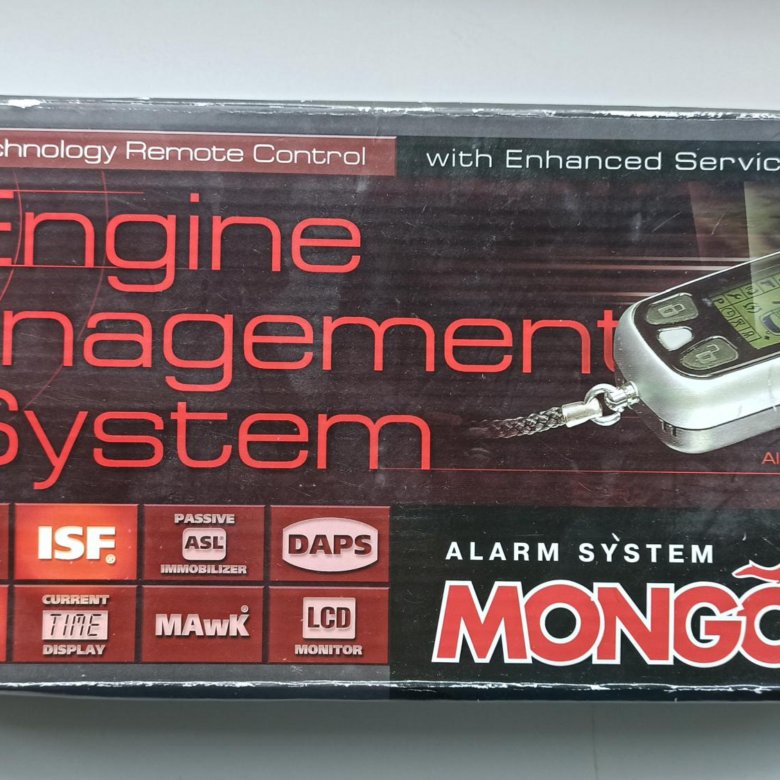 chnology Remote Control
with Enhanced Servic
Engine
nagement
System
ISF®
PASSIVE
ASL
IMMOBILIZER
DAPS
CURRENT
TIME
DISPLAY
MAwK®
LCD
MONITOR
Al
ALARM SYSTEM
MONGO